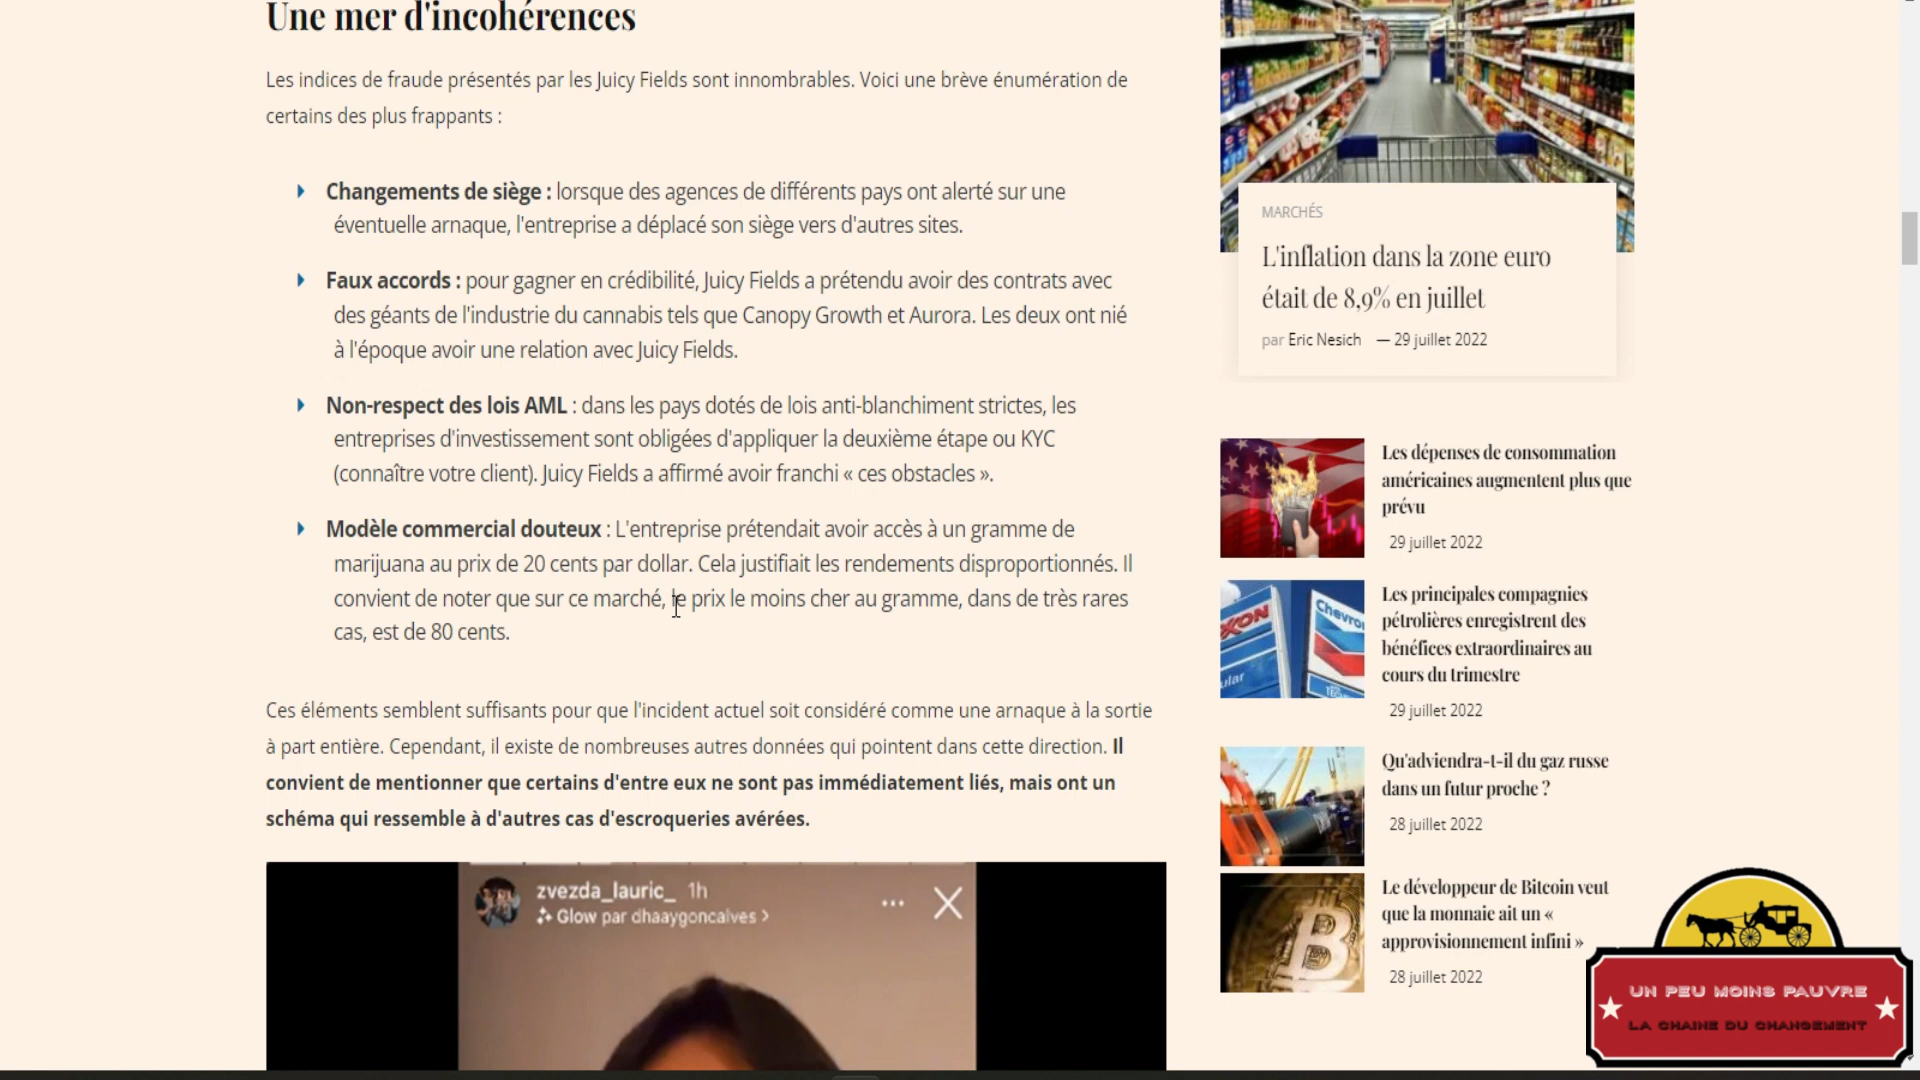 Une mer d'incohérences
Les indices de fraude présentés par les Juicy Fields sont innombrables. Voici une brève énumération de
certains des plus frappants :
Changements de siège : lorsque des agences de différents pays ont alerté sur une
éventuelle arnaque, l'entreprise a déplacé son siège vers d'autres sites.
Faux accords : pour gagner en crédibilité, Juicy Fields a prétendu avoir des contrats avec
des géants de l'industrie du cannabis tels que Canopy Growth et Aurora. Les deux ont nié
à l'époque avoir une relation avec Juicy Fields.
Non-respect des lois AML : dans les pays dotés de lois anti-blanchiment strictes, les
entreprises d'investissement sont obligées d'appliquer la deuxième étape ou KYC
(connaître votre client). Juicy Fields a affirmé avoir franchi « ces obstacles ».
Modèle commercial douteux : L'entreprise prétendait avoir accès à un gramme de
marijuana au prix de 20 cents par dollar. Cela justifiait les rendements disproportionnés. Il
convient de noter que sur ce marché, le prix le moins cher au gramme, dans de très rares
cas, est de 80 cents.
Ces éléments semblent suffisants pour que l'incident actuel soit considéré comme une arnaque à la sortie
à part entière. Cependant, il existe de nombreuses autres données qui pointent dans cette direction. Il
convient de mentionner que certains d'entre eux ne sont pas immédiatement liés, mais ont un
schéma qui ressemble à d'autres cas d'escroqueries avérées.
zvezda_lauric_ 1h
Glow par dhaaygoncalves >
MARCHÉS
L'inflation dans la zone euro
était de 8,9% en juillet
par Eric Nesich — 29 juillet 2022
Les dépenses de consommation
américaines augmentent plus que
prévu
29 juillet 2022
EXXON
Chevron
Les principales compagnies
pétrolières enregistrent des
bénéfices extraordinaires au
cours du trimestre
29 juillet 2022
Qu'adviendra-t-il du gaz russe
dans un futur proche ?
28 juillet 2022
Le développeur de Bitcoin veut
que la monnaie ait un «
approvisionnement infini »
28 juillet 2022
UN PEU MOINS PAUVRE
LA CHAINE DU CHANGEMENT